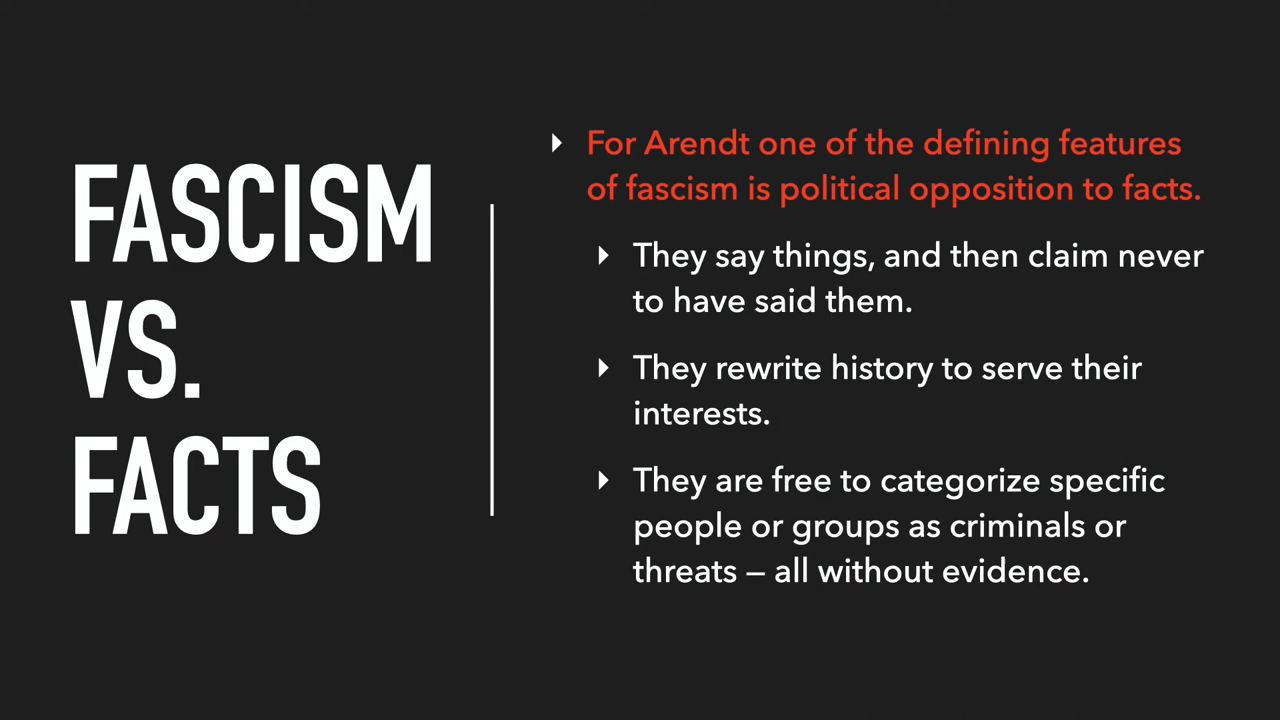 FASCISM
VS.
FACTS
For Arendt one of the defining features
of fascism is political opposition to facts.
They say things, and then claim never
to have said them.
They rewrite history to serve their
interests.
They are free to categorize specific
people or groups as criminals or
threats – all without evidence.